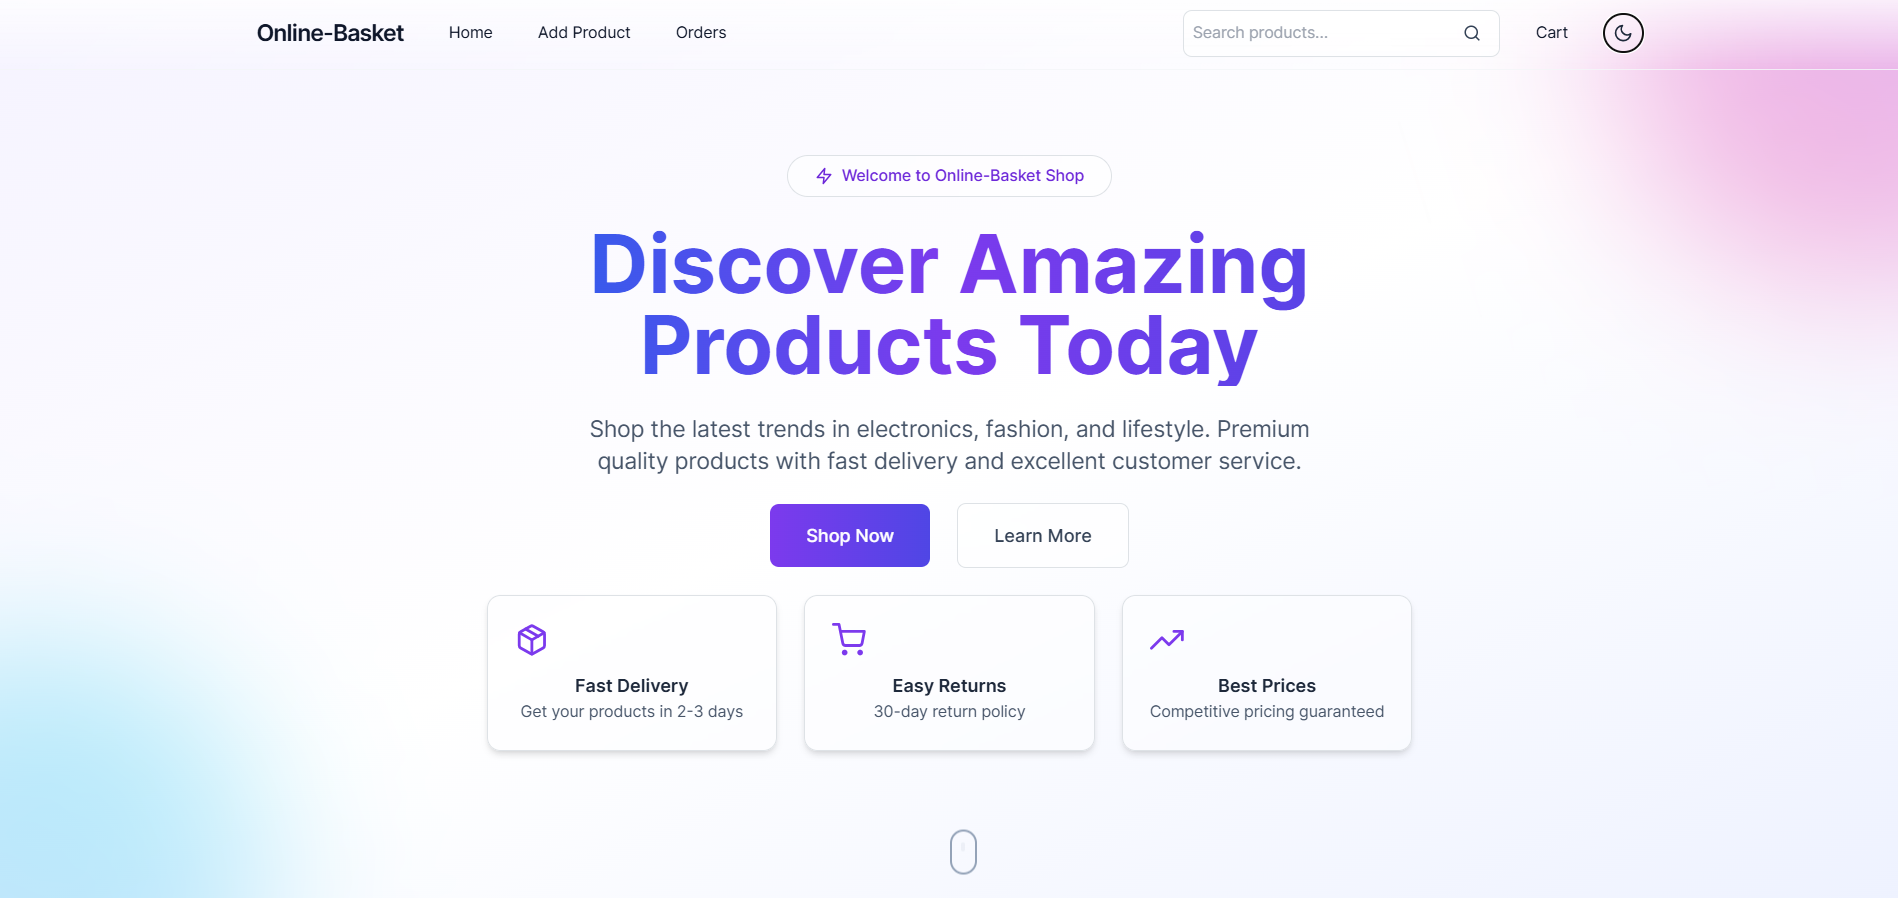 Online-Basket Home Add Product Orders Search products... Cart
Welcome to Online-Basket Shop
Discover Amazing
Products Today
Shop the latest trends in electronics, fashion, and lifestyle. Premium
quality products with fast delivery and excellent customer service.
Shop Now Learn More
Fast Delivery
Get your products in 2-3 days
Easy Returns
30-day return policy
Best Prices
Competitive pricing guaranteed